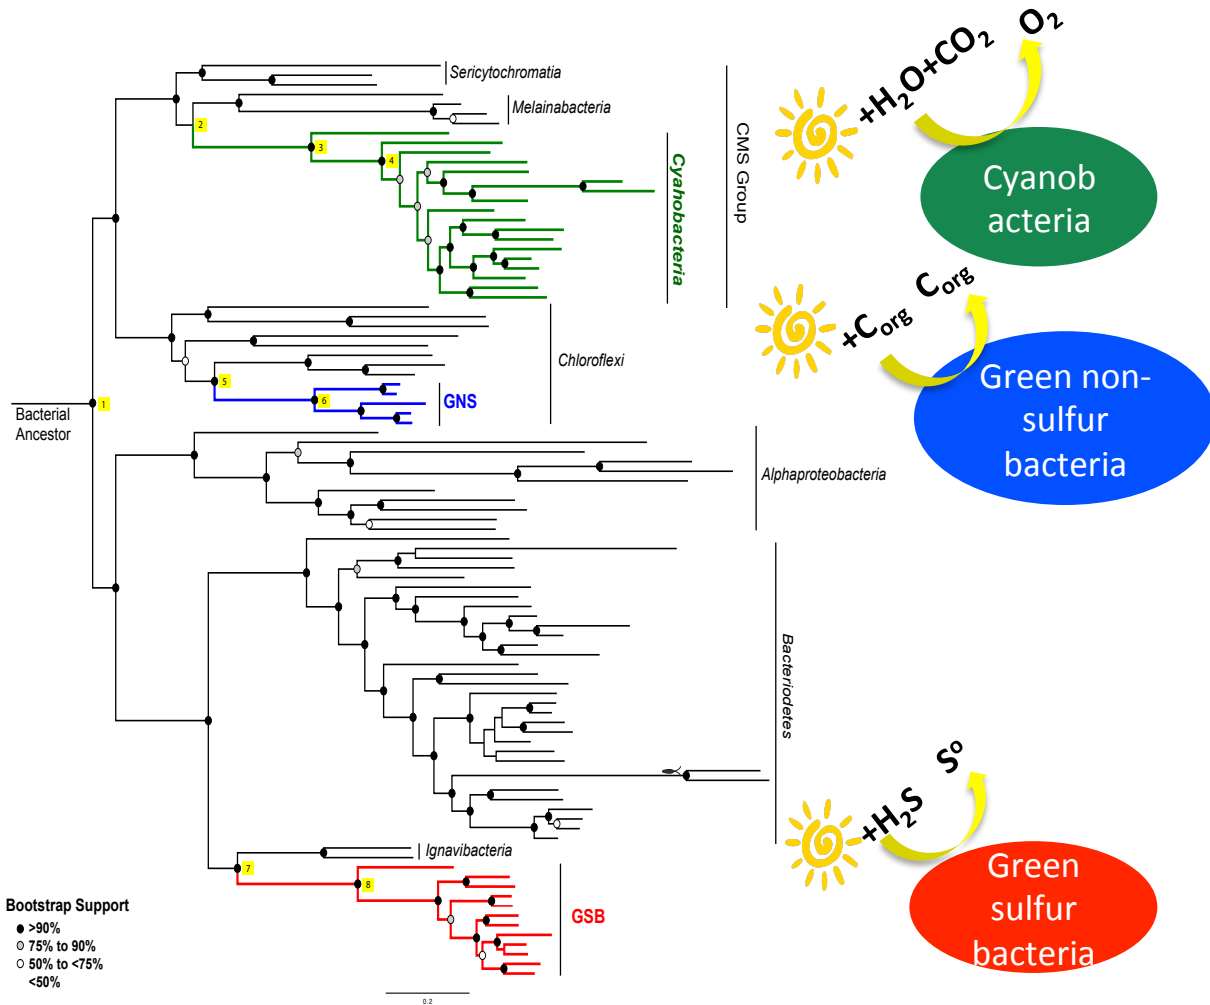 Sericytochromatia
Melainabacteria
2
3
4
Cyahobacteria
CMS Group
Chloroflexi
5
6
GNS
1
Bacterial
Ancestor
Alphaproteobacteria
Bacteriodetes
Ignavibacteria
7
8
GSB
Bootstrap Support
>90%
75% to 90%
50% to <75%
<50%
0.2
+H2O+CO2
O2
Cyanob
acteria
+Corg
Corg
Green non-
sulfur
bacteria
+H2S
So
Green
sulfur
bacteria